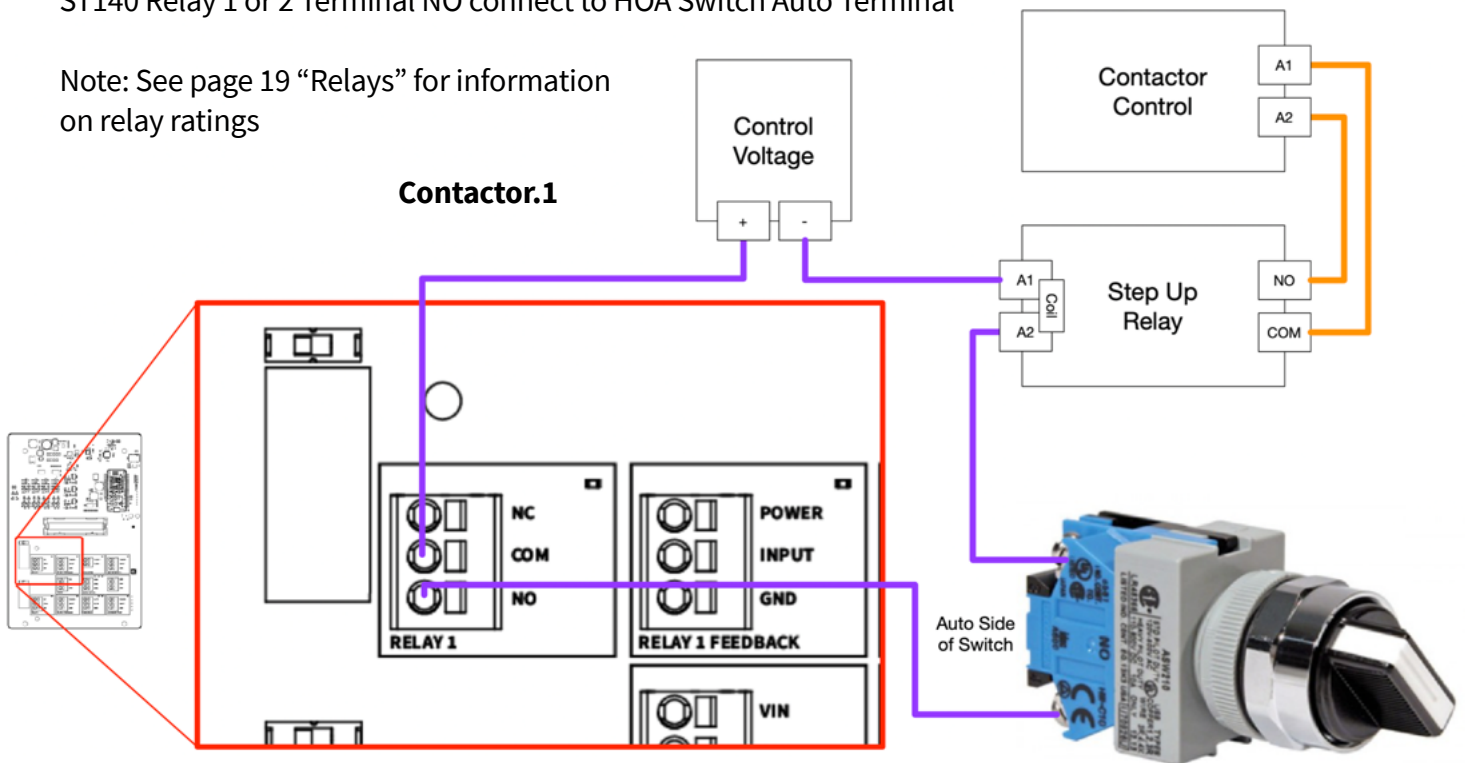 ST140 Relay 1 or 2 Terminal NO connect to HOA Switch Auto Terminal
Note: See page 19 “Relays” for information
on relay ratings
Contactor.1
Control
Voltage
+
-
Contactor
Control
A1
A2
Step Up
Relay
A1
Coil
A2
NO
COM
NC
COM
NO
RELAY 1
POWER
INPUT
GND
RELAY 1 FEEDBACK
VIN
Auto Side
of Switch
NO
ASW210